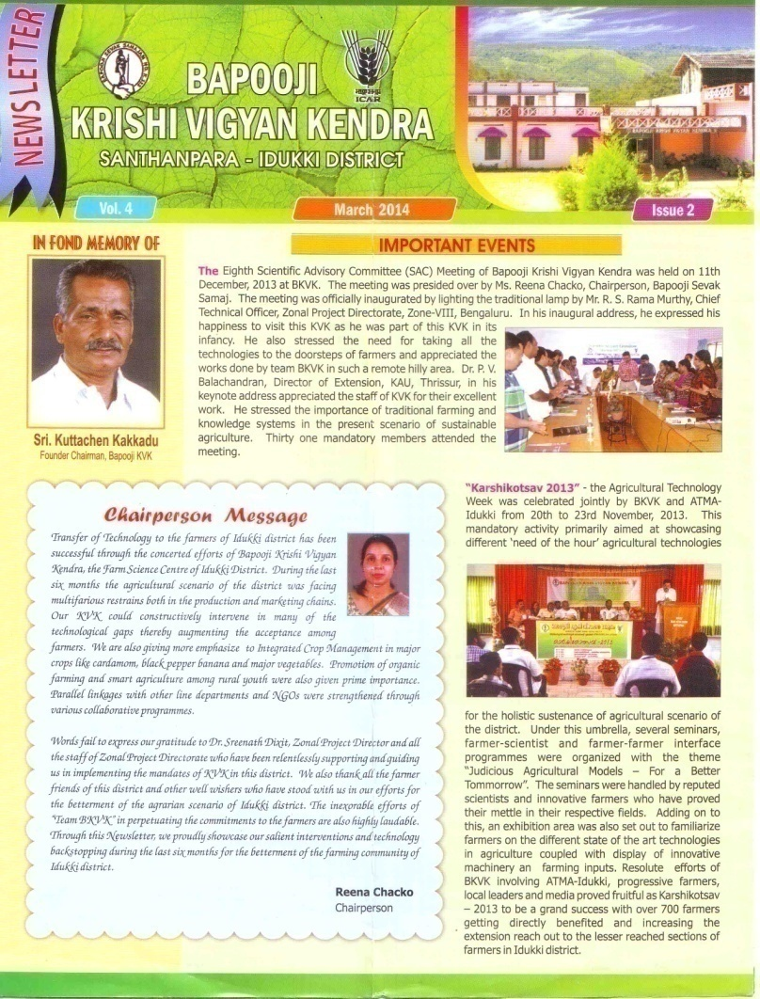 NEWS LETTER
BAPOOJI
KRISHI VIGYAN KENDRA
SANTHANPARA - IDUKKI DISTRICT
ICAR
BAPOOJI KRISHI VIGYAN KENDRA
Vol. 4
March 2014
Issue 2
IN FOND MEMORY OF
Sri. Kuttachen Kakkadu
Founder Chairman, Bapooji KVK
IMPORTANT EVENTS
The Eighth Scientific Advisory Committee (SAC) Meeting of Bapooji Krishi Vigyan Kendra was held on 11th
December, 2013 at BKVK. The meeting was presided over by Ms. Reena Chacko, Chairperson, Bapooji Sevak
Samaj. The meeting was officially inaugurated by lighting the traditional lamp by Mr. R. S. Rama Murthy, Chief
Technical Officer, Zonal Project Directorate, Zone-VIII, Bengaluru. In his inaugural address, he expressed his
happiness to visit this KVK as he was part of this KVK in its
infancy. He also stressed the need for taking all the
technologies to the doorsteps of farmers and appreciated the
works done by team BKVK in such a remote hilly area. Dr. P. V.
Balachandran, Director of Extension, KAU, Thrissur, in his
keynote address appreciated the staff of KVK for their excellent
work. He stressed the importance of traditional farming and
knowledge systems in the present scenario of sustainable
agriculture. Thirty one mandatory members attended the
meeting.
Chairperson Message
Transfer of Technology to the farmers of Idukki district has been
successful through the concerted efforts of Bapooji Krishi Vigyan
Kendra, the Farm Science Centre of Idukki District. During the last
six months the agricultural scenario of the district was facing
multifarious restrains both in the production and marketing chains.
Our KVK could constructively intervene in many of the
technological gaps thereby augmenting the acceptance among
farmers. We are also giving more emphasize to Integrated Crop Management in major
crops like cardamom, black pepper banana and major vegetables. Promotion of organic
farming and smart agriculture among rural youth were also given prime importance.
Parallel linkages with other line departments and NGOs were strengthened through
various collaborative programmes.
Words fail to express our gratitude to Dr. Sreenath Dixit, Zonal Project Director and all
the staff of Zonal Project Directorate who have been relentlessly supporting and guiding
us in implementing the mandates of KVK in this district. We also thank all the farmer
friends of this district and other well wishers who have stood with us in our efforts for
the betterment of the agrarian scenario of Idukki district. The inexorable efforts of
"Team BKVK" in perpetuating the commitments to the farmers are also highly laudable.
Through this Newsletter, we proudly showcase our salient interventions and technology
backstopping during the last six months for the betterment of the farming community of
Idukki district.
Reena Chacko
Chairperson
"Karshikotsav 2013" - the Agricultural Technology
Week was celebrated jointly by BKVK and ATMA-
Idukki from 20th to 23rd November, 2013. This
mandatory activity primarily aimed at showcasing
different 'need of the hour' agricultural technologies
for the holistic sustenance of agricultural scenario of
the district. Under this umbrella, several seminars,
farmer-scientist and farmer-farmer interface
programmes were organized with the theme
"Judicious Agricultural Models – For a Better
Tommorrow". The seminars were handled by reputed
scientists and innovative farmers who have proved
their mettle in their respective fields. Adding on to
this, an exhibition area was also set out to familiarize
farmers on the different state of the art technologies
in agriculture coupled with display of innovative
machinery an farming inputs. Resolute efforts of
BKVK involving ATMA-Idukki, progressive farmers,
local leaders and media proved fruitful as Karshikotsav
– 2013 to be a grand success with over 700 farmers
getting directly benefited and increasing the
extension reach out to the lesser reached sections of
farmers in Idukki district.